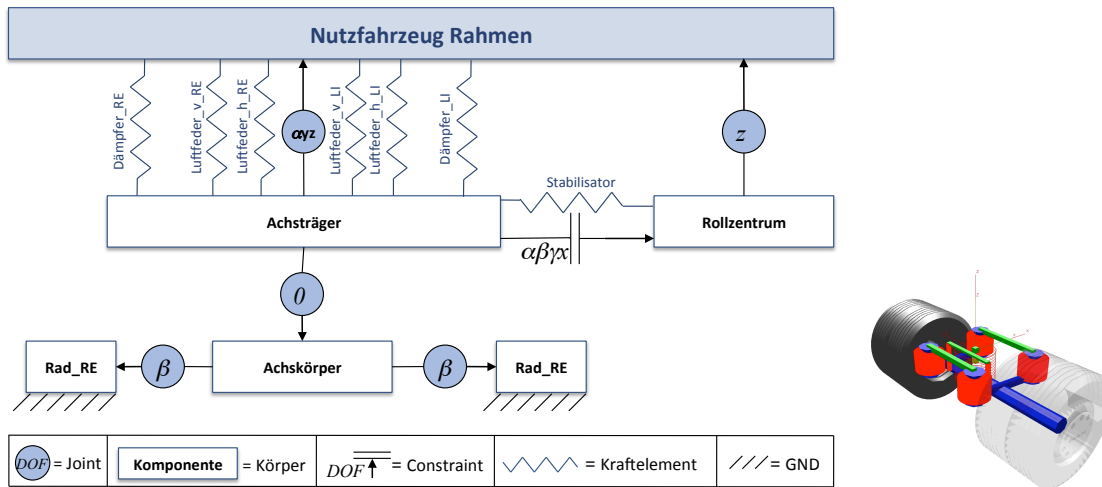 Nutzfahrzeug Rahmen
Dämpfer_RE
Luftfeder_v_RE
Luftfeder_h_RE
αyz
Luftfeder_v_LI
Luftfeder_h_LI
Dämpfer_LI
z
Stabilisator
Achsträger
Rollzentrum
αβγx
0
Rad_RE
β
Achskörper
β
Rad_RE
DOF = Joint
Komponente = Körper
DOF = Constraint
= Kraftelement
= GND